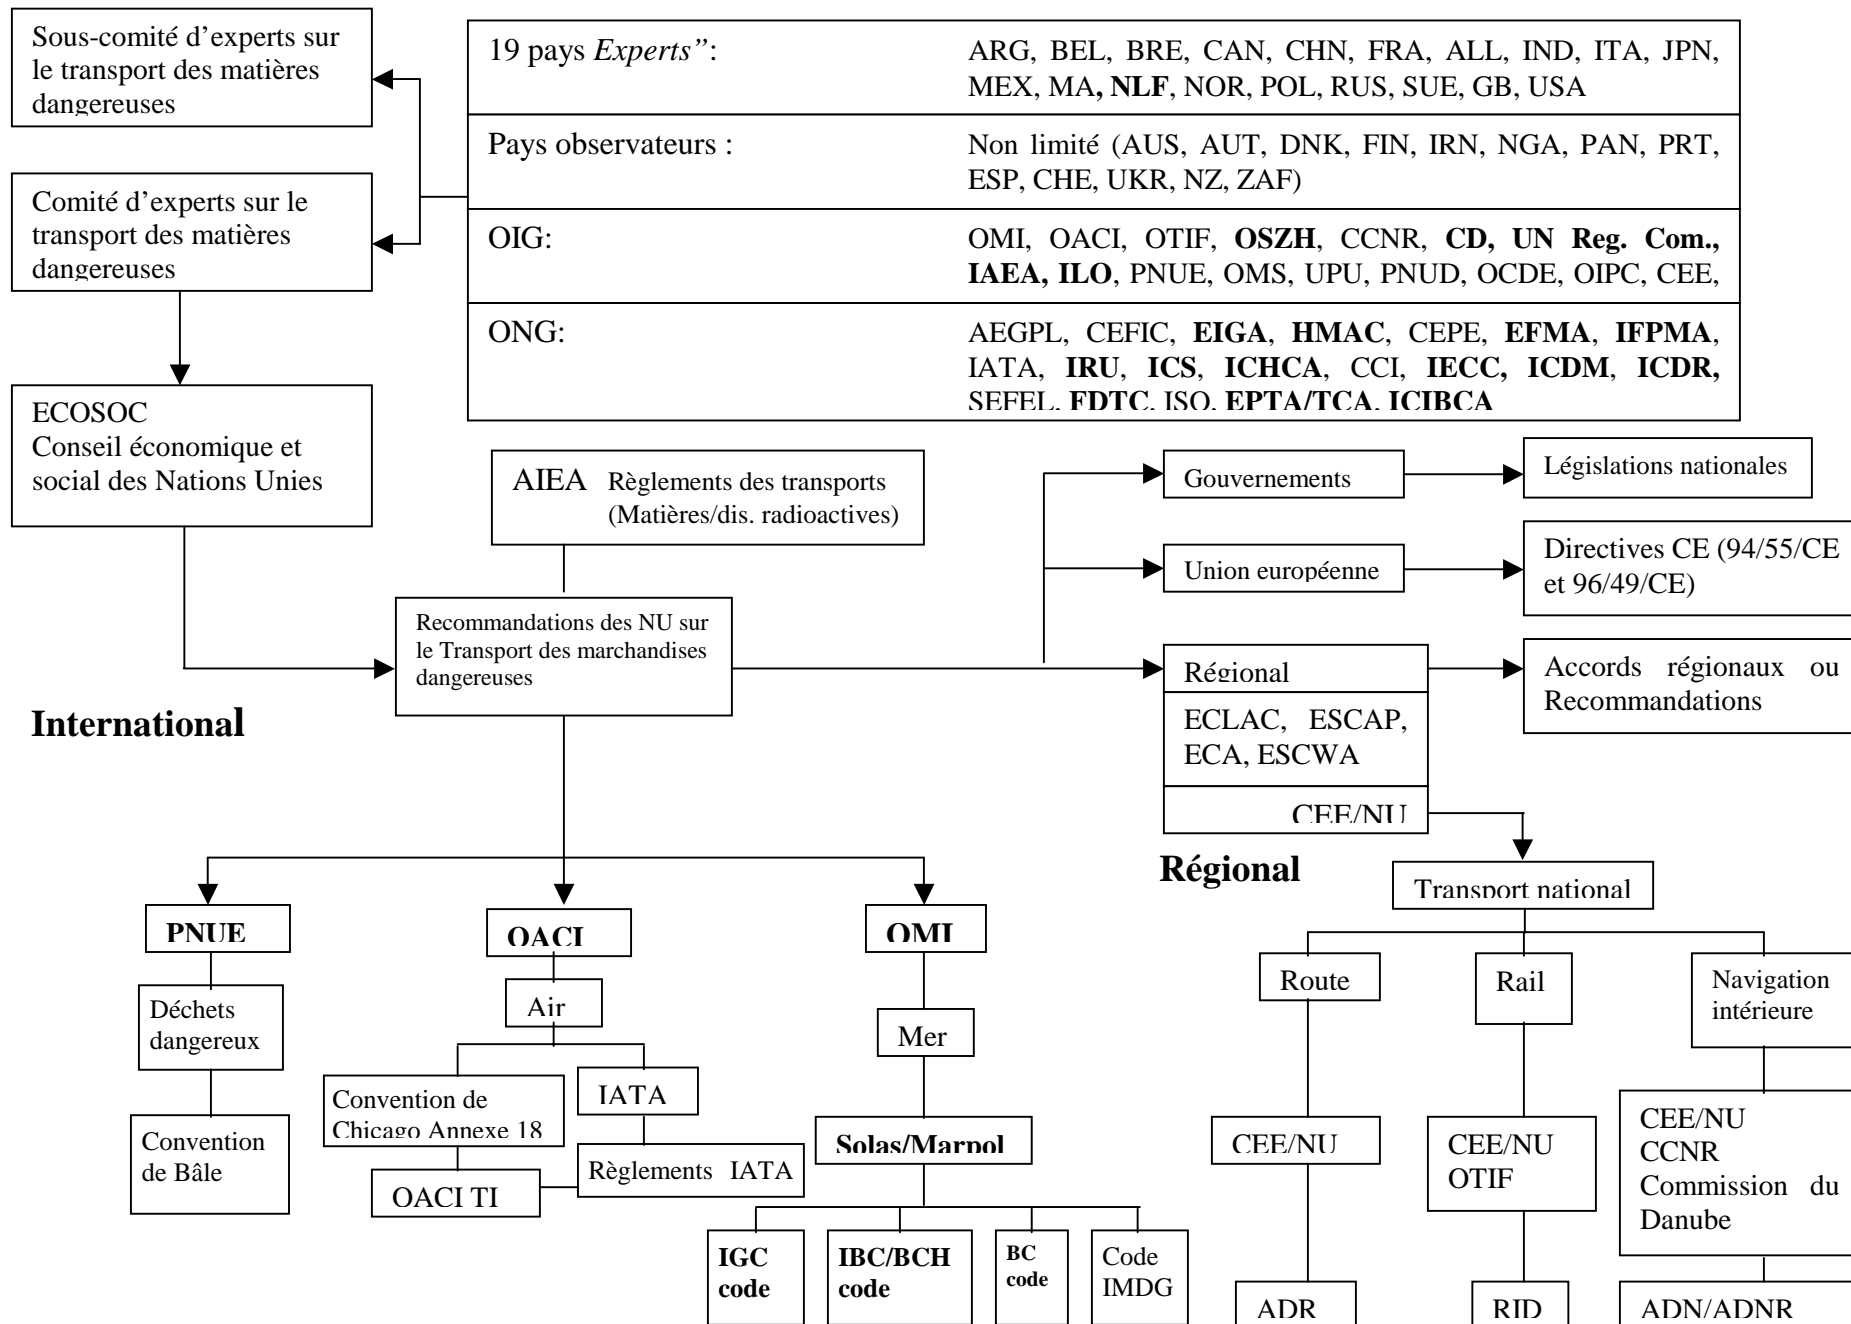 Sous-comité d’experts sur
le transport des matières
dangereuses
19 pays Experts”:
ARG, BEL, BRE, CAN, CHN, FRA, ALL, IND, ITA, JPN,
MEX, MA, NLF, NOR, POL, RUS, SUE, GB, USA
Pays observateurs :
Non limité (AUS, AUT, DNK, FIN, IRN, NGA, PAN, PRT,
ESP, CHE, UKR, NZ, ZAF)
Comité d’experts sur le
transport des matières
dangereuses
OIG:
OMI, OACI, OTIF, OSZH, CCNR, CD, UN Reg. Com.,
IAEA, ILO, PNUE, OMS, UPU, PNUD, OCDE, OIPC, CEE,
ONG:
AEGPL, CEFIC, EIGA, HMAC, CEPE, EFMA, IFPMA,
IATA, IRU, ICS, ICHCA, CCI, IECC, ICDM, ICDR,
SEFEL, FDTC, ISO, EPTA/TCA, ICIBCA
ECOSOC
Conseil économique et
social des Nations Unies
AIEA Règlements des transports
(Matières/dis. radioactives)
Gouvernements
Législations nationales
Union européenne
Directives CE (94/55/CE
et 96/49/CE)
Recommandations des NU sur
le Transport des marchandises
dangereuses
Régional
Accords régionaux ou
Recommandations
ECLAC, ESCAP,
ECA, ESCWA
CEE/NU
International
Régional
Transport national
PNUE
OACI
OMI
Déchets
dangereux
Air
Mer
Route
Rail
Navigation
intérieure
Convention
de Bâle
Convention de
Chicago Annexe 18
IATA
OACI TI
Règlements IATA
Solas/Marpol
CEE/NU
CEE/NU
OTIF
CEE/NU
CCNR
Commission du
Danube
IGC
code
IBC/BCH
code
BC
code
Code
IMDG
ADR
RID
ADN/ADNR